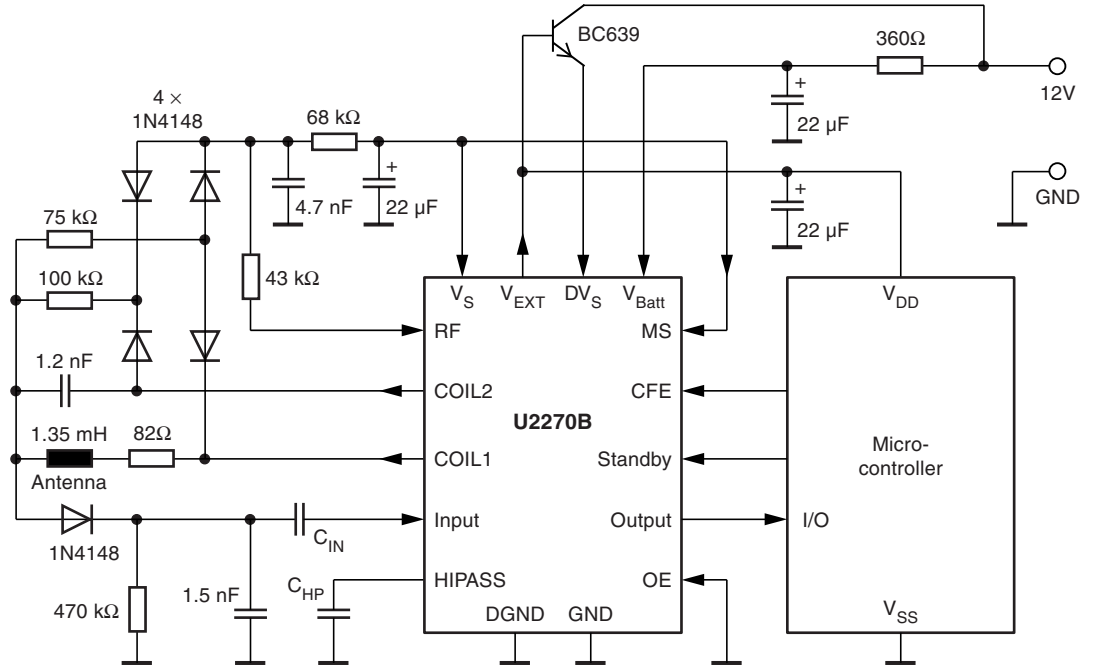 BC639
360Ω
12V
+
22 µF
4 ×
1N4148
68 kΩ
4.7 nF
+
22 µF
+
22 µF
GND
75 kΩ
100 kΩ
43 kΩ
1.2 nF
1.35 mH
82Ω
Antenna
1N4148
470 kΩ
1.5 nF
C_IN
C_HP
V_S
V_EXT
DV_S
V_Batt
RF
MS
COIL2
CFE
U2270B
COIL1
Standby
Input
Output
HIPASS
OE
DGND
GND
V_DD
Micro-
controller
I/O
V_SS